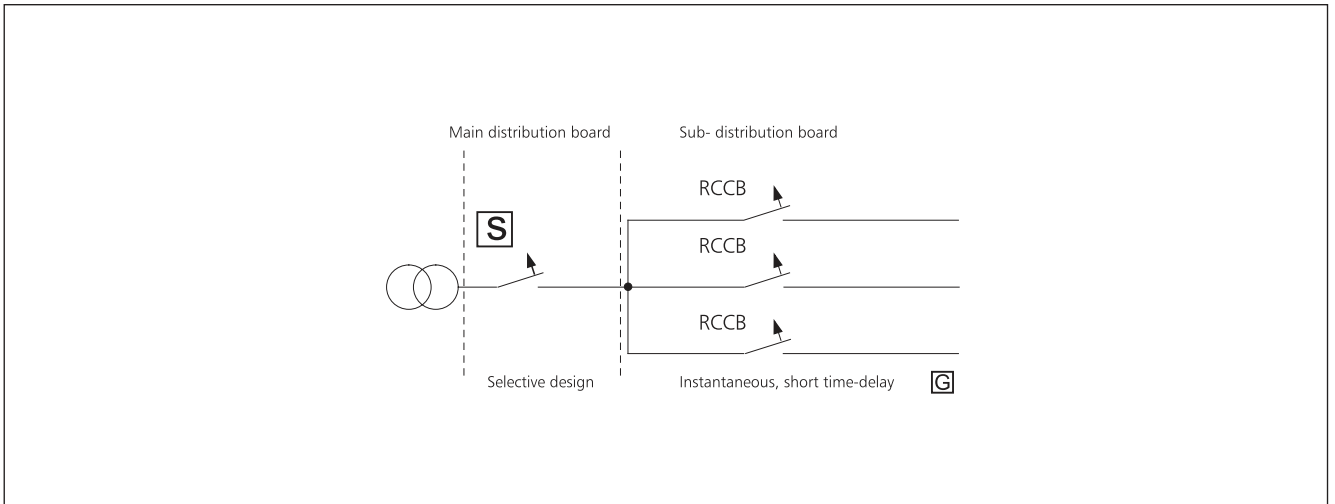 Main distribution board
Sub- distribution board
RCCB
S
RCCB
RCCB
Selective design
Instantaneous, short time-delay
G